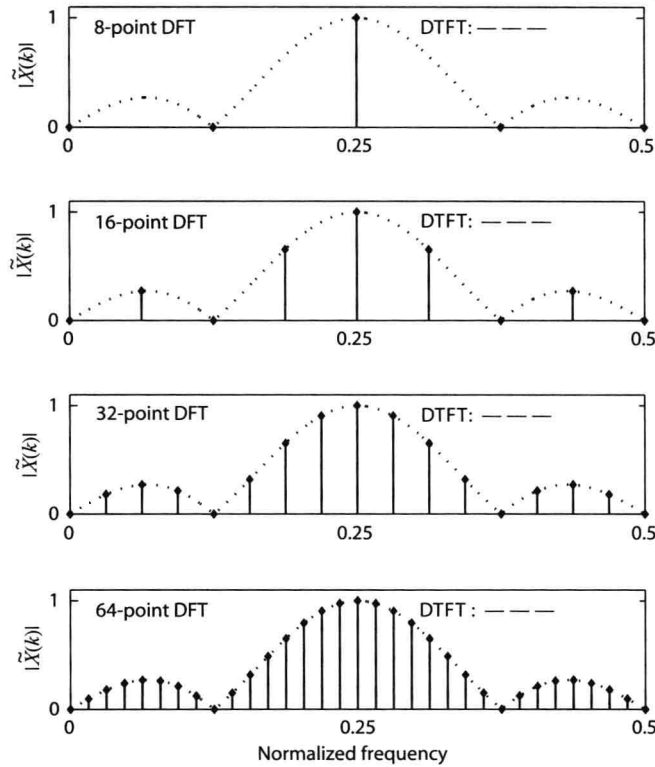 1
8-point DFT
DTFT: — — —
|X̃(k)|
0
0
0.25
0.5
1
16-point DFT
DTFT: — — —
|X̃(k)|
0
0
0.25
0.5
1
32-point DFT
DTFT: — — —
|X̃(k)|
0
0
0.25
0.5
1
64-point DFT
DTFT: — — —
|X̃(k)|
0
0
0.25
0.5
Normalized frequency